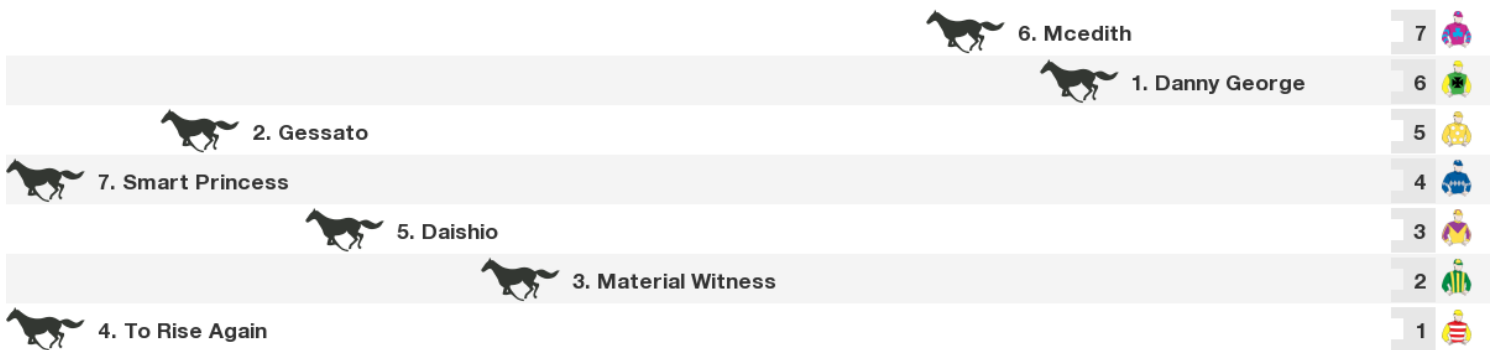 6. Mcedith 7
1. Danny George 6
2. Gessato 5
7. Smart Princess 4
5. Daishio 3
3. Material Witness 2
4. To Rise Again 1